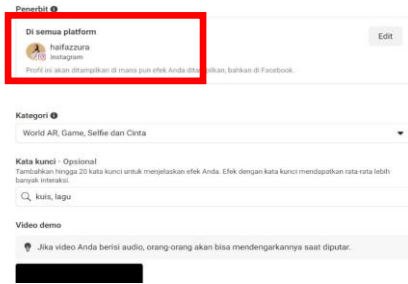 Penerbit
Di semua platform
haifazzura
Instagram
Edit
Profil ini akan ditampilkan di mana pun efek Anda ditampilkan, bahkan di Facebook.
Kategori
World AR, Game, Selfie dan Cinta
Kata kunci · Opsional
Tambahkan hingga 20 kata kunci untuk menjelaskan efek Anda. Efek dengan kata kunci mendapatkan rata-rata lebih
banyak interaksi.
kuis, lagu
Video demo
Jika video Anda berisi audio, orang-orang akan bisa mendengarkannya saat diputar.